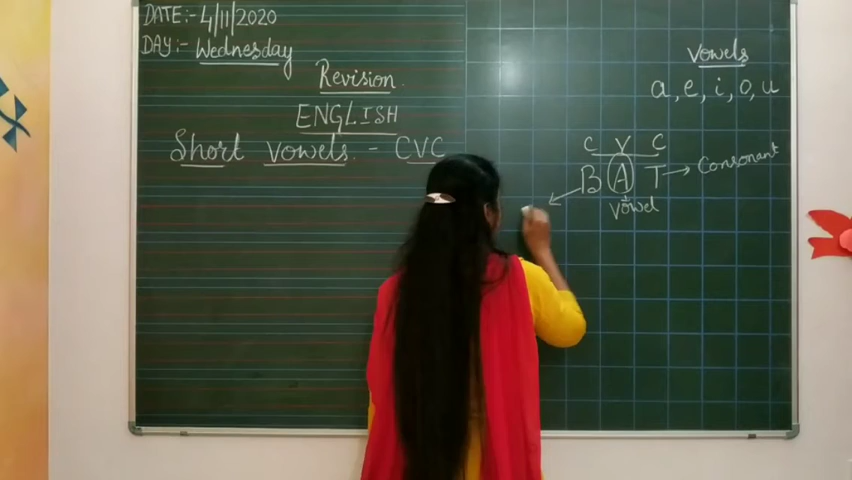 DATE:- 4/11/2020
DAY:- Wednesday
Revision
ENGLISH
Short vowels. - CVC
vowels
a, e, i, o, u
C V C
B A T → Consonant
vowel